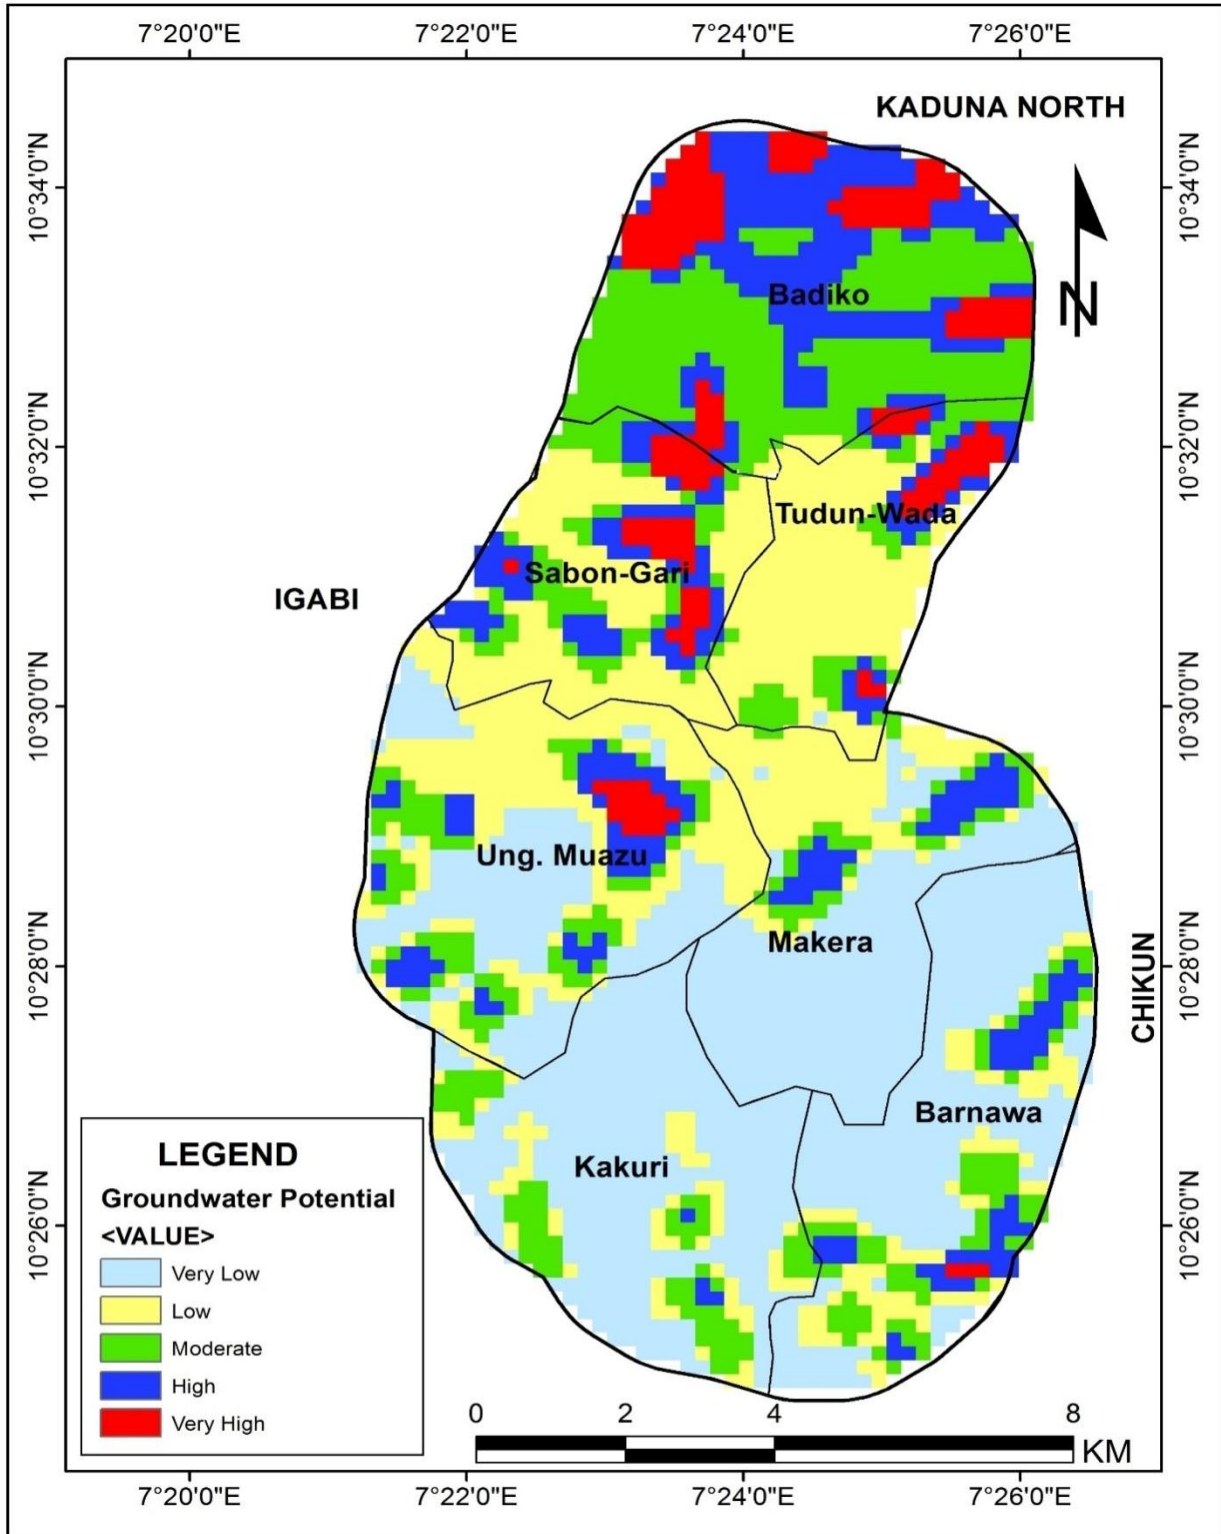 7°20'0"E 7°22'0"E 7°24'0"E 7°26'0"E
KADUNA NORTH
10°34'0"N 10°34'0"N
N
Badiko
10°32'0"N 10°32'0"N
Tudun-Wada
Sabon-Gari
IGABI
10°30'0"N 10°30'0"N
Ung. Muazu
Makera
10°28'0"N 10°28'0"N
CHIKUN
Barnawa
Kakuri
LEGEND
Groundwater Potential
<VALUE>
Very Low
Low
Moderate
High
Very High
10°26'0"N 10°26'0"N
0 2 4 8
KM
7°20'0"E 7°22'0"E 7°24'0"E 7°26'0"E